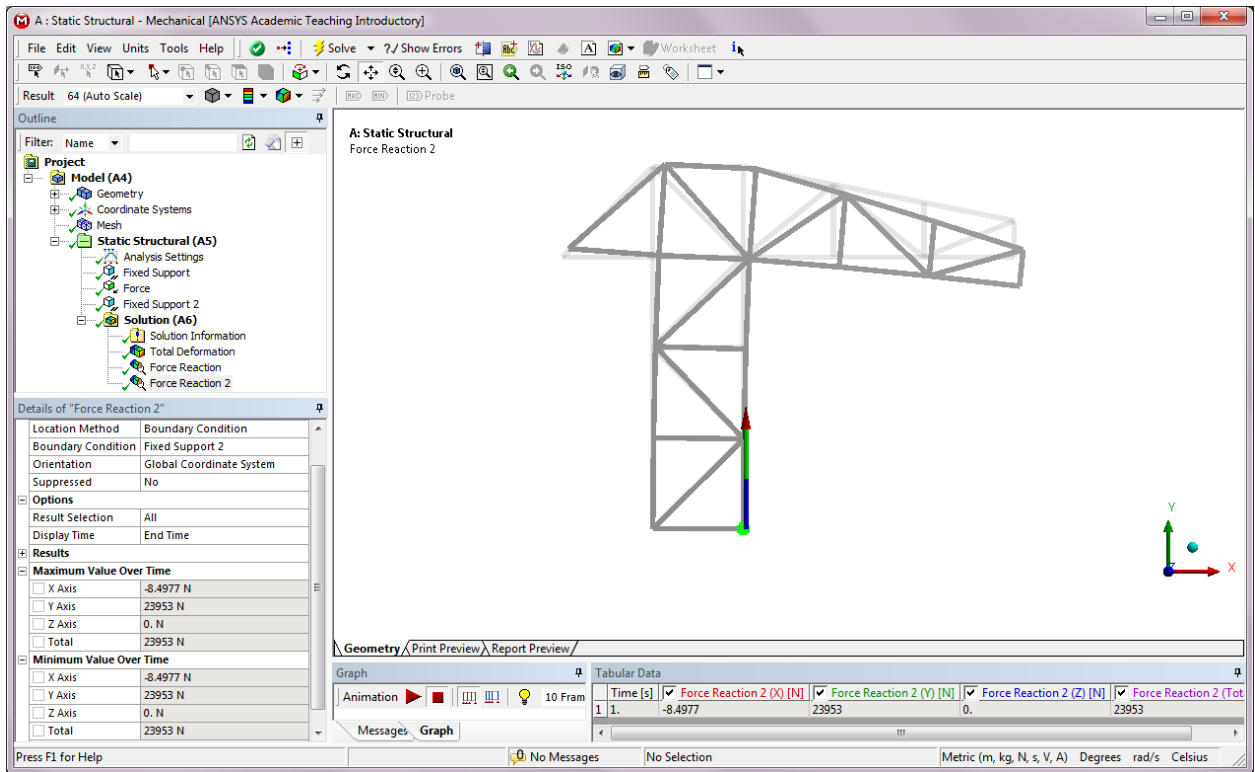 A : Static Structural - Mechanical [ANSYS Academic Teaching Introductory]
File Edit View Units Tools Help Solve ?✓ Show Errors Worksheet
Result 64 (Auto Scale) MAX MIN 123 Probe
Outline
Filter: Name
Project
Model (A4)
Geometry
Coordinate Systems
Mesh
Static Structural (A5)
Analysis Settings
Fixed Support
Force
Fixed Support 2
Solution (A6)
Solution Information
Total Deformation
Force Reaction
Force Reaction 2
Details of "Force Reaction 2"
Location Method Boundary Condition
Boundary Condition Fixed Support 2
Orientation Global Coordinate System
Suppressed No
Options
Result Selection All
Display Time End Time
Results
Maximum Value Over Time
X Axis -8.4977 N
Y Axis 23953 N
Z Axis 0. N
Total 23953 N
Minimum Value Over Time
X Axis -8.4977 N
Y Axis 23953 N
Z Axis 0. N
Total 23953 N
A: Static Structural
Force Reaction 2
Y
Z
X
Geometry Print Preview Report Preview
Graph
Animation 10 Fram
Messages Graph
Tabular Data
Time [s] Force Reaction 2 (X) [N] Force Reaction 2 (Y) [N] Force Reaction 2 (Z) [N] Force Reaction 2 (Tot
1 1. -8.4977 23953 0. 23953
Press F1 for Help No Messages No Selection Metric (m, kg, N, s, V, A) Degrees rad/s Celsius